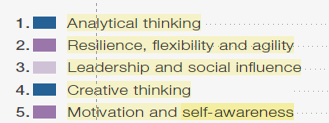 1. Analytical thinking
2. Resilience, flexibility and agility
3. Leadership and social influence
4. Creative thinking
5. Motivation and self-awareness